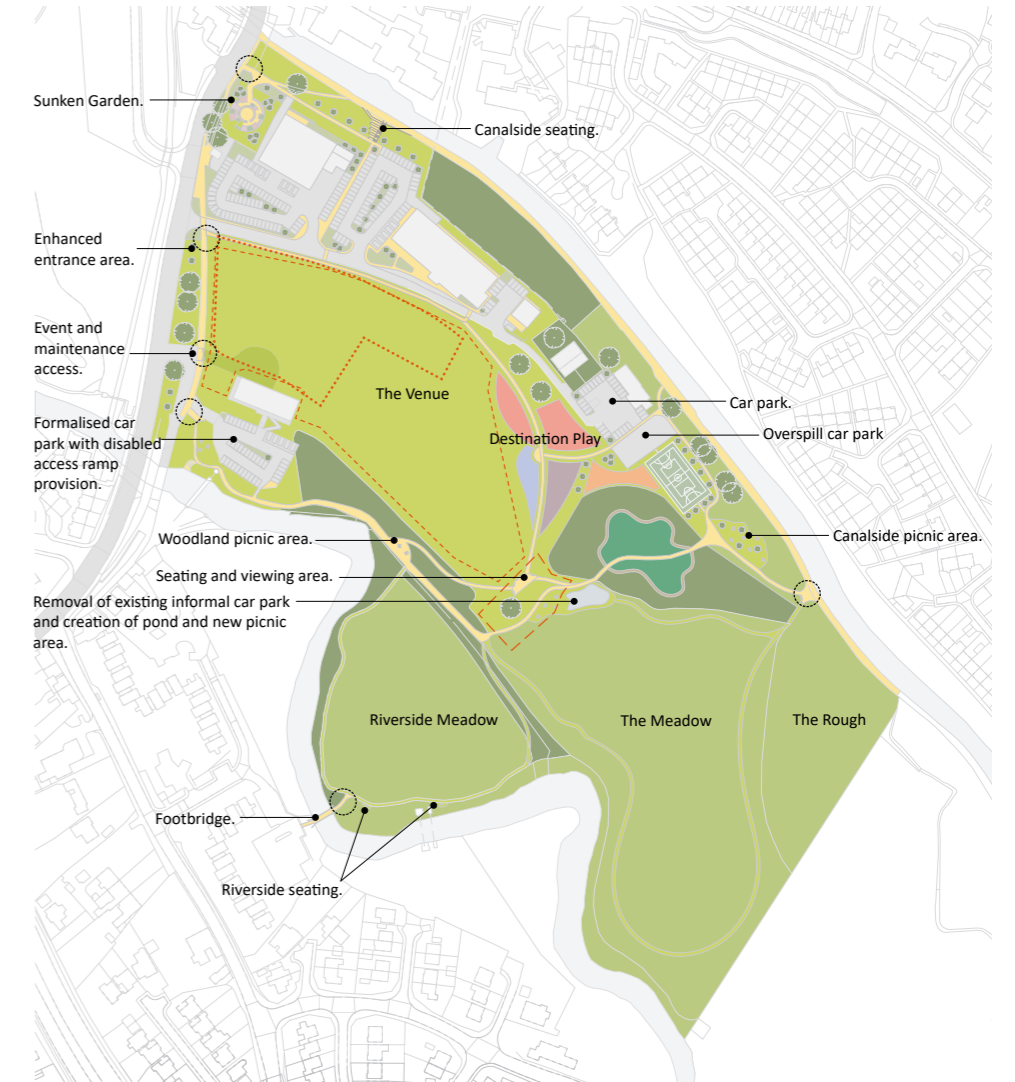 Sunken Garden.
Canalside seating.
Enhanced
entrance area.
Event and
maintenance
access.
The Venue
Car park.
Formalised car
park with disabled
access ramp
provision.
Destination Play
Overspill car park
Woodland picnic area.
Canalside picnic area.
Seating and viewing area.
Removal of existing informal car park
and creation of pond and new picnic
area.
Riverside Meadow
The Meadow
The Rough
Footbridge.
Riverside seating.